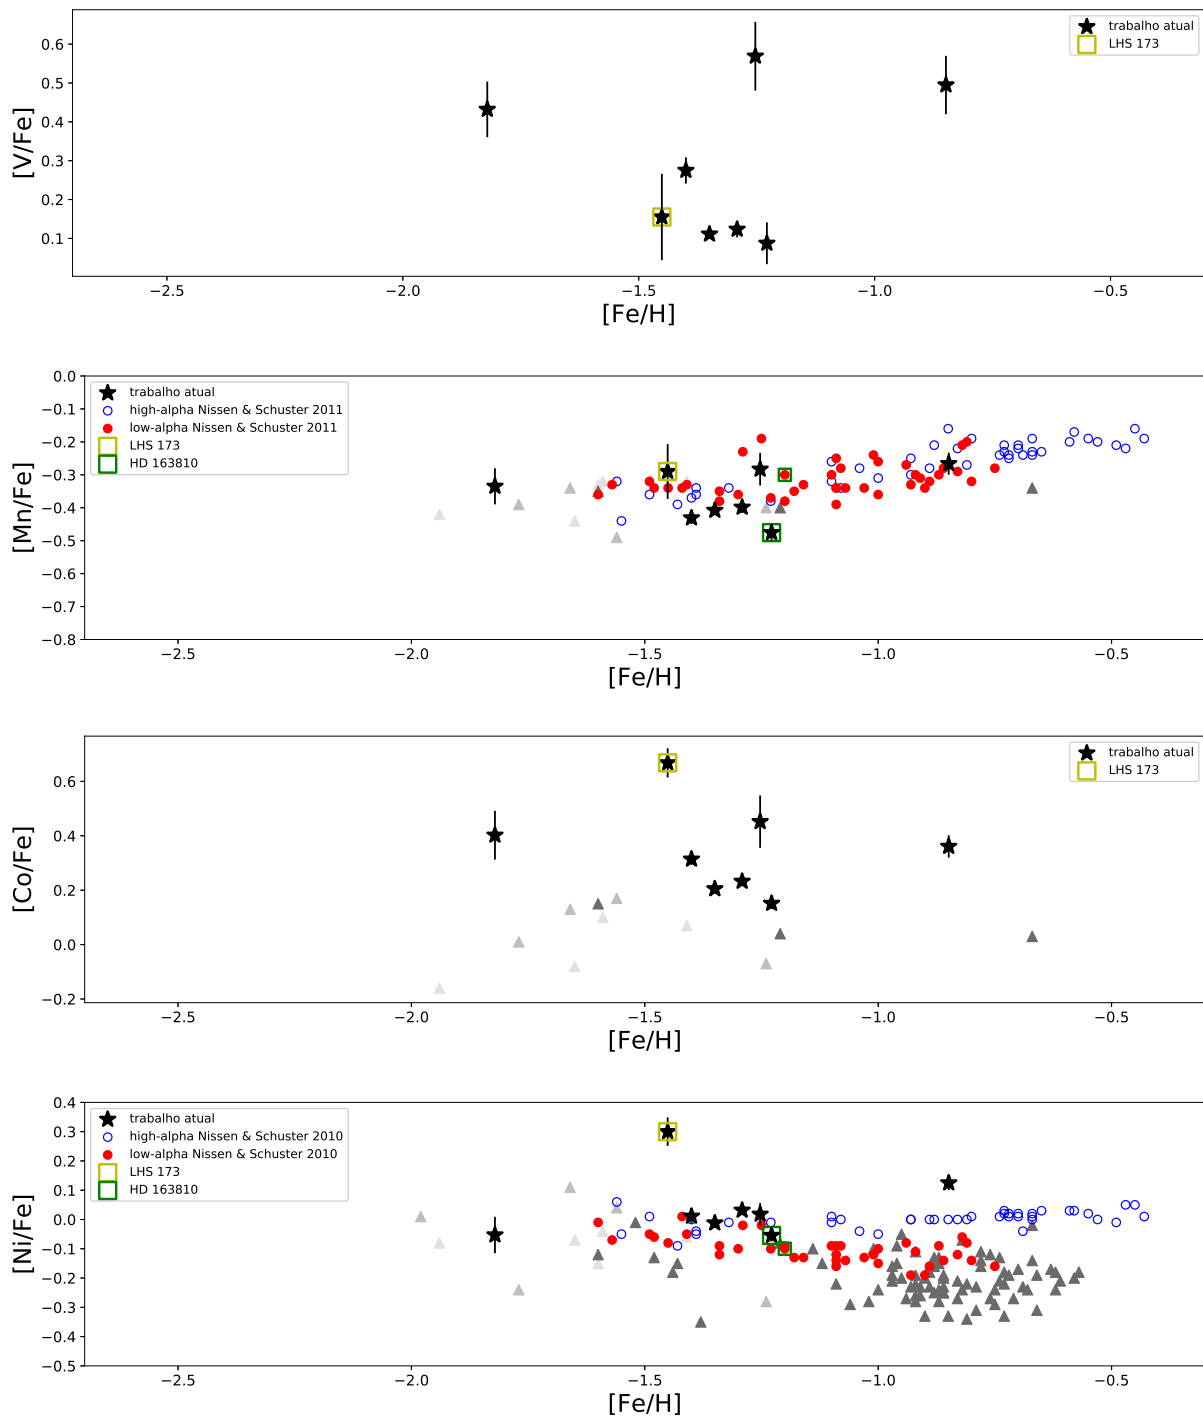 0.6
0.5
0.4
0.3
0.2
0.1
[V/Fe]
trabalho atual
LHS 173
−2.5 −2.0 −1.5 −1.0 −0.5
[Fe/H]
0.0
−0.1
−0.2
−0.3
−0.4
−0.5
−0.6
−0.7
−0.8
[Mn/Fe]
trabalho atual
high-alpha Nissen & Schuster 2011
low-alpha Nissen & Schuster 2011
LHS 173
HD 163810
−2.5 −2.0 −1.5 −1.0 −0.5
[Fe/H]
0.6
0.4
0.2
0.0
−0.2
[Co/Fe]
trabalho atual
LHS 173
−2.5 −2.0 −1.5 −1.0 −0.5
[Fe/H]
0.4
0.3
0.2
0.1
0.0
−0.1
−0.2
−0.3
−0.4
−0.5
[Ni/Fe]
trabalho atual
high-alpha Nissen & Schuster 2010
low-alpha Nissen & Schuster 2010
LHS 173
HD 163810
−2.5 −2.0 −1.5 −1.0 −0.5
[Fe/H]